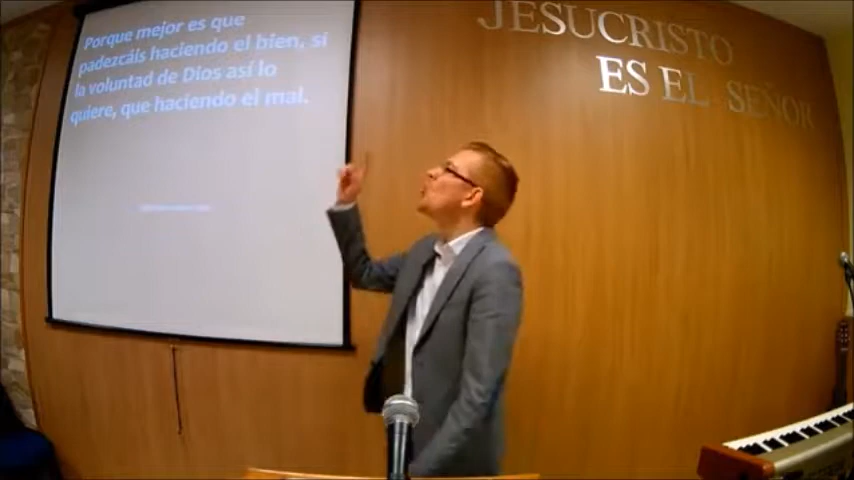 Porque mejor es que
padezcáis haciendo el bien, si
la voluntad de Dios así lo
quiere, que haciendo el mal.
JESUCRISTO
ES EL SEÑOR